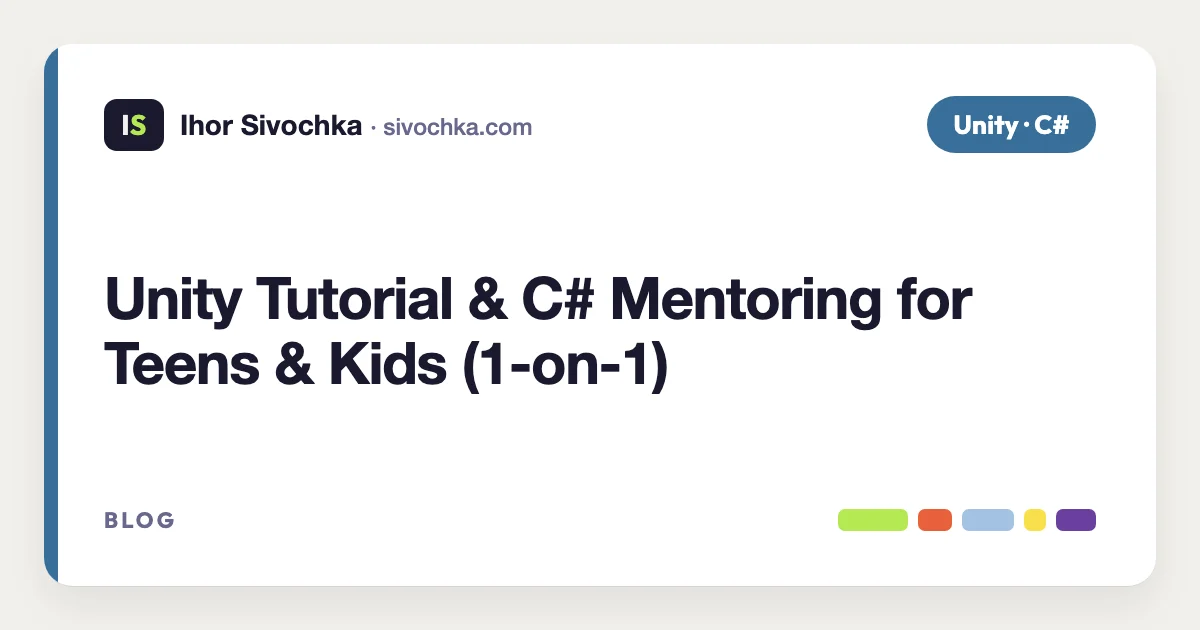 IS Ihor Sivochka · sivochka.com
Unity · C#
Unity Tutorial & C# Mentoring for
Teens & Kids (1-on-1)
BLOG